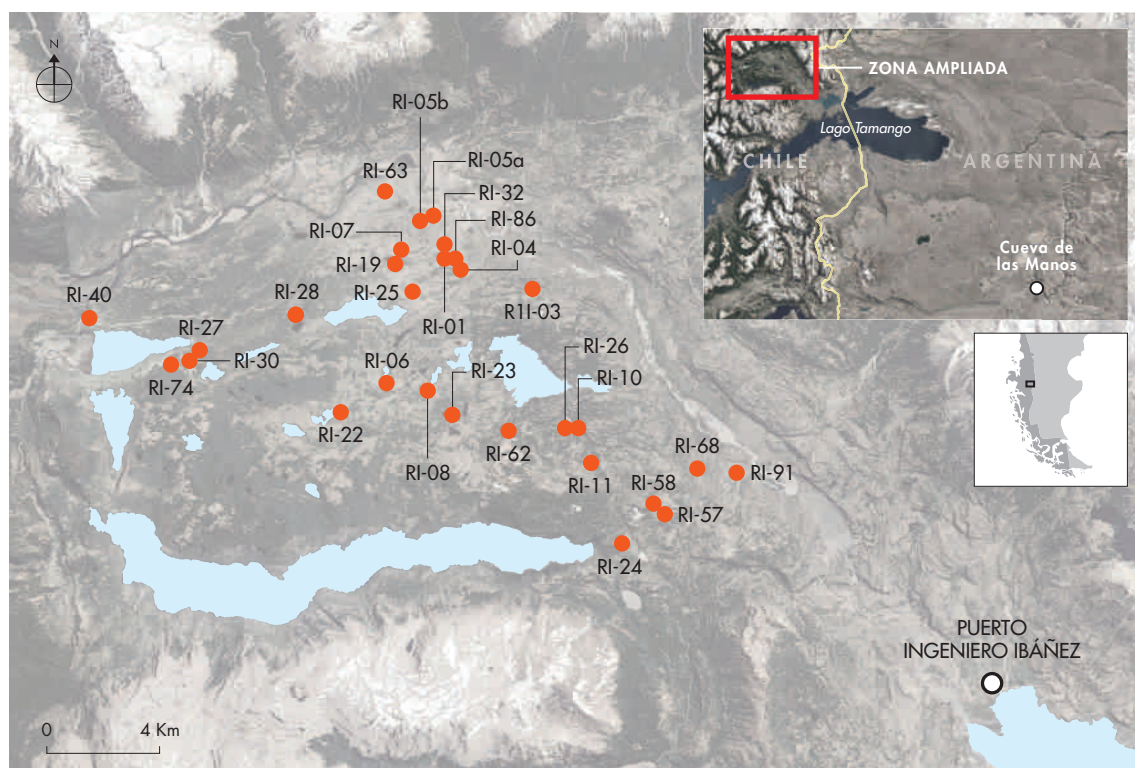 N
RI-05b
RI-05a
RI-63
RI-32
RI-86
RI-07
RI-04
RI-19
RI-40
RI-28
RI-25
RI-01
R1I-03
RI-27
RI-30
RI-74
RI-06
RI-23
RI-26
RI-10
RI-22
RI-08
RI-62
RI-11
RI-68
RI-91
RI-58
RI-57
RI-24
PUERTO
INGENIERO IBÁÑEZ
0 4 Km
ZONA AMPLIADA
Lago Tamango
CHILE
ARGENTINA
Cueva de
las Manos